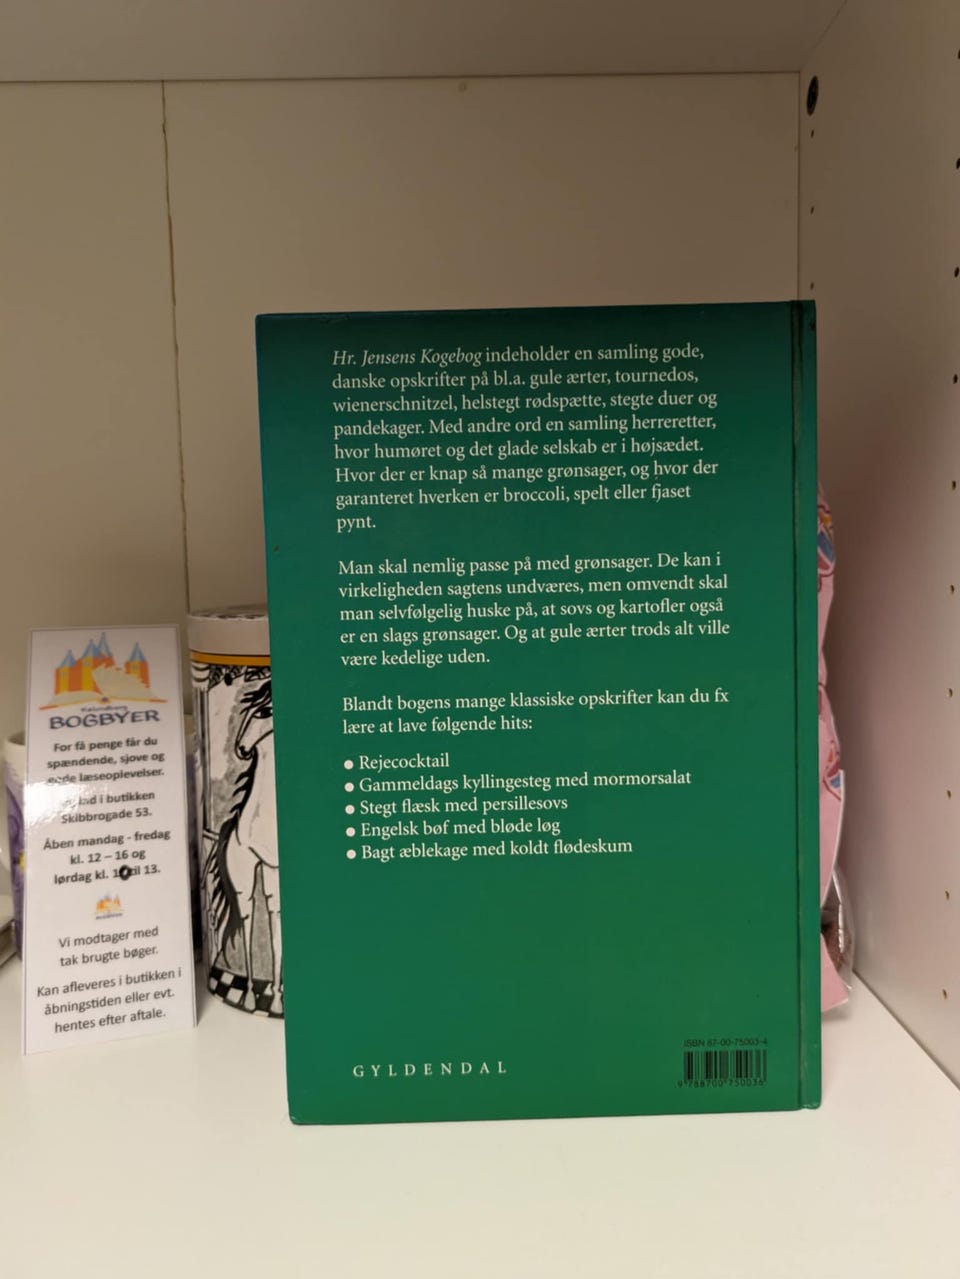 Hr. Jensens Kogebog indeholder en samling gode,
danske opskrifter på bl.a. gule ærter, tournedos,
wienerschnitzel, helstegt rødspætte, stegte duer og
pandekager. Med andre ord en samling herreretter,
hvor humøret og det glade selskab er i højsædet.
Hvor der er knap så mange grønsager, og hvor der
garanteret hverken er broccoli, spelt eller fjaset
pynt.
Man skal nemlig passe på med grønsager. De kan i
virkeligheden sagtens undværes, men omvendt skal
man selvfølgelig huske på, at sovs og kartofler også
er en slags grønsager. Og at gule ærter trods alt ville
være kedelige uden.
Blandt bogens mange klassiske opskrifter kan du fx
lære at lave følgende hits:
● Rejecocktail
● Gammeldags kyllingesteg med mormorsalat
● Stegt flæsk med persillesovs
● Engelsk bøf med bløde løg
● Bagt æblekage med koldt flødeskum
GYLDENDAL
ISBN 87-00-75003-4
9 788700 750036
Kalundborg
BOGBYER
For få penge får du
spændende, sjove og
gode læseoplevelser.
ind i butikken
Skibbrogade 53.
Åben mandag - fredag
kl. 12 – 16 og
lørdag kl. til 13.
Vi modtager med
tak brugte bøger.
Kan afleveres i butikken i
åbningstiden eller evt.
hentes efter aftale.